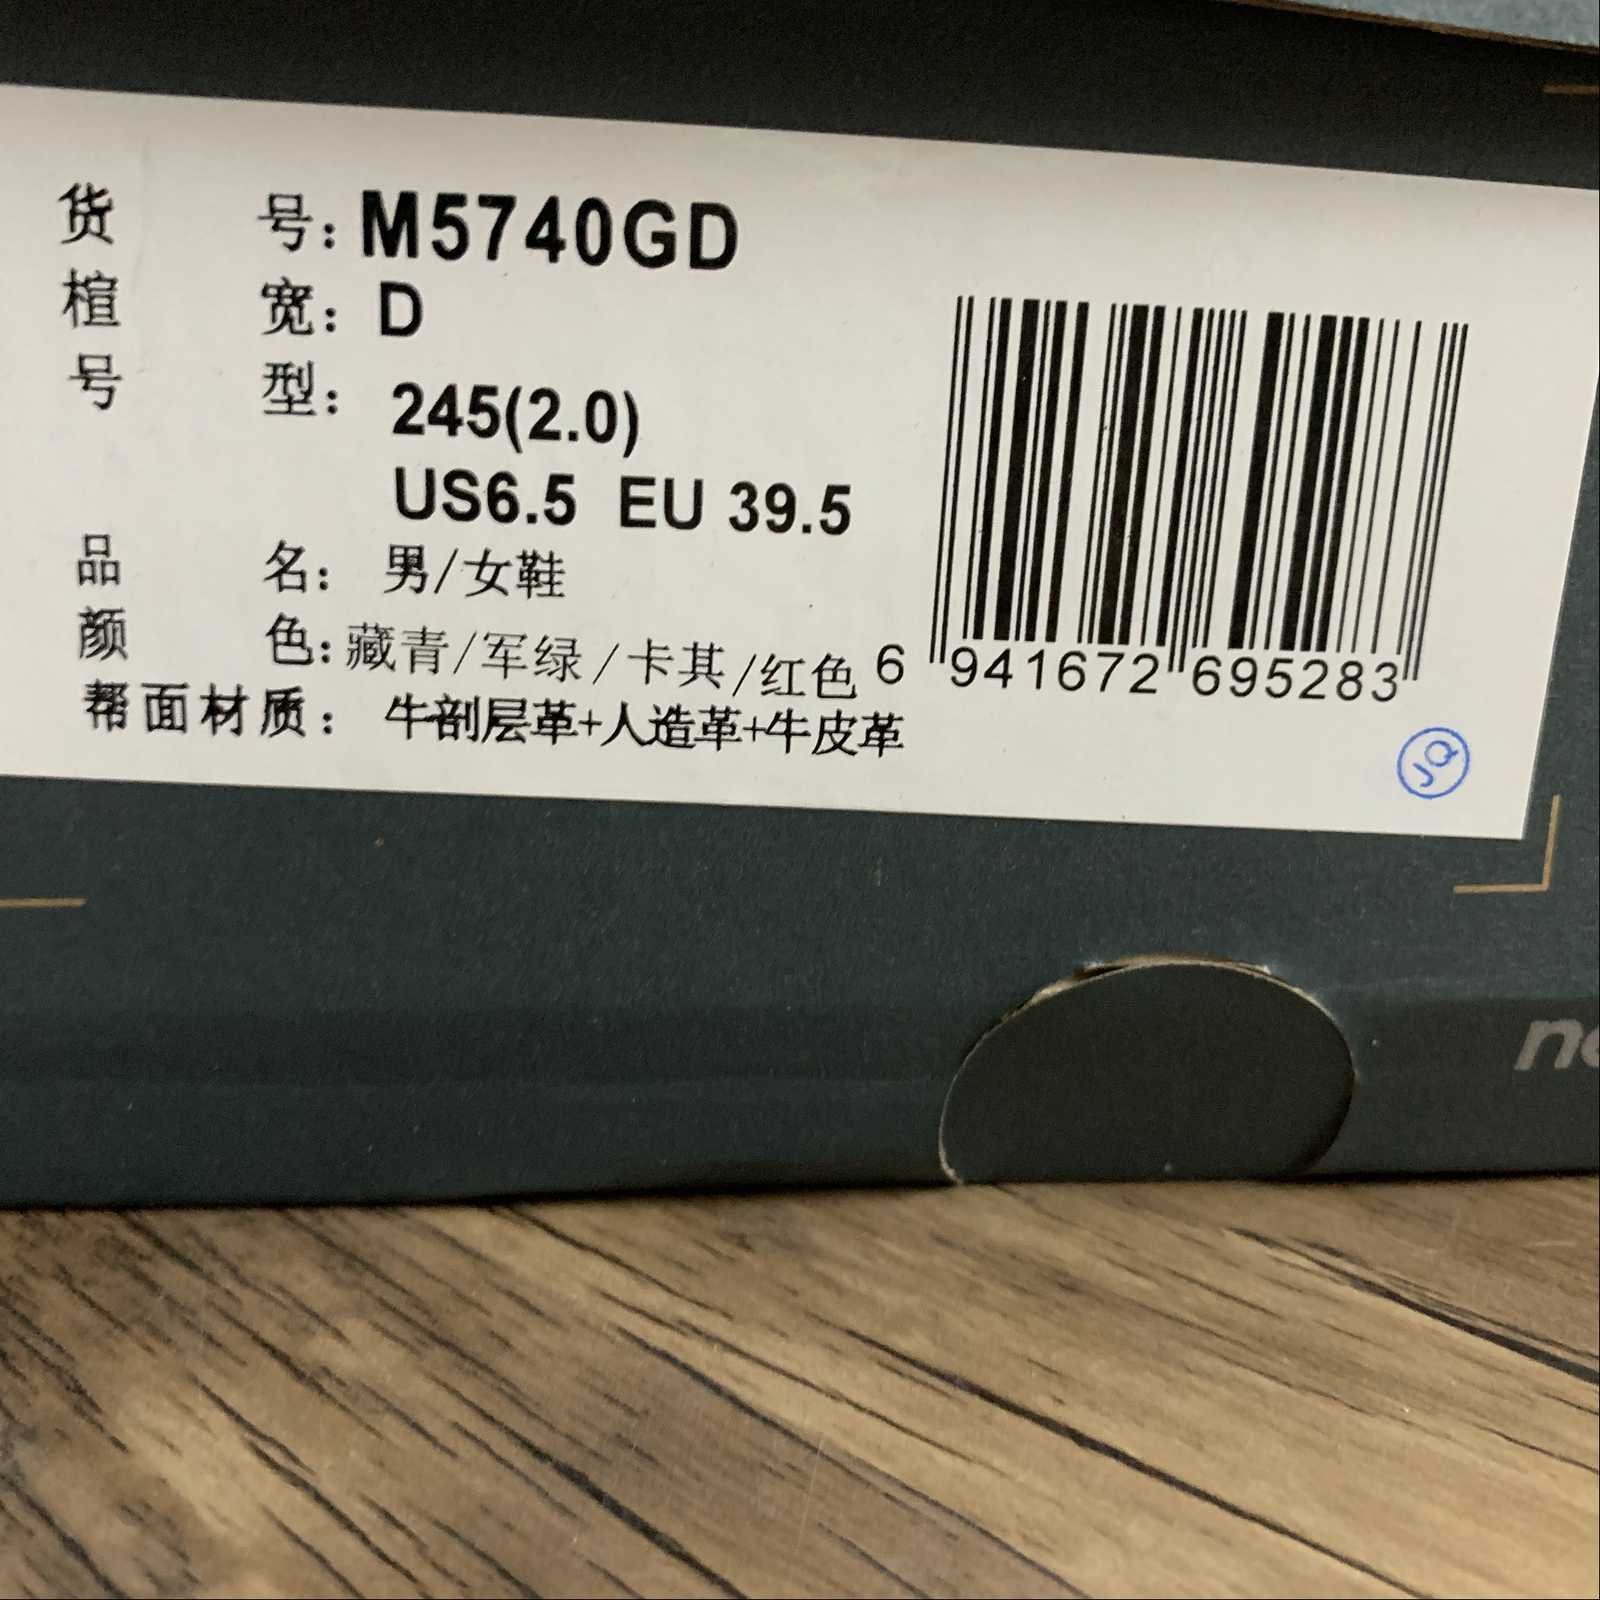 货 号: M5740GD
楦 宽: D
号 型: 245(2.0)
US6.5 EU 39.5
品 名: 男/女鞋
颜 色: 藏青/军绿/卡其/红色
帮面材质: 牛剖层革+人造革+牛皮革
6 941672 695283
JQ